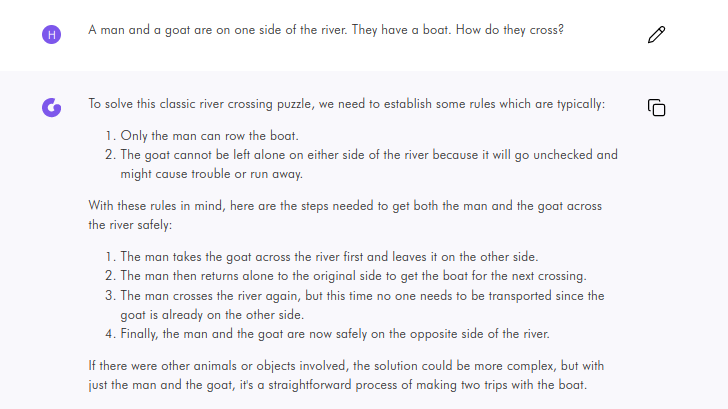 H
A man and a goat are on one side of the river. They have a boat. How do they cross?
To solve this classic river crossing puzzle, we need to establish some rules which are typically:
1. Only the man can row the boat.
2. The goat cannot be left alone on either side of the river because it will go unchecked and
might cause trouble or run away.
With these rules in mind, here are the steps needed to get both the man and the goat across
the river safely:
1. The man takes the goat across the river first and leaves it on the other side.
2. The man then returns alone to the original side to get the boat for the next crossing.
3. The man crosses the river again, but this time no one needs to be transported since the
goat is already on the other side.
4. Finally, the man and the goat are now safely on the opposite side of the river.
If there were other animals or objects involved, the solution could be more complex, but with
just the man and the goat, it's a straightforward process of making two trips with the boat.